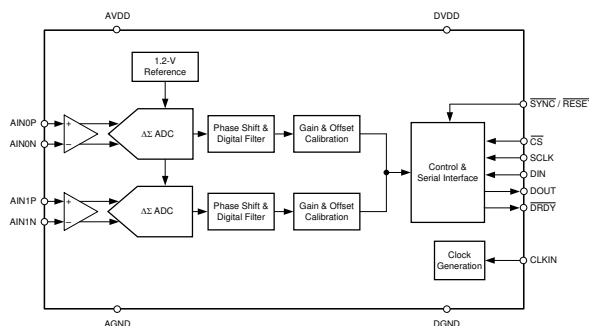 AVDD
DVDD
1.2-V
Reference
SYNC / RESET
AIN0P
AIN0N
+
−
ΔΣ ADC
Phase Shift &
Digital Filter
Gain & Offset
Calibration
Control &
Serial Interface
CS
SCLK
DIN
DOUT
DRDY
AIN1P
AIN1N
+
−
ΔΣ ADC
Phase Shift &
Digital Filter
Gain & Offset
Calibration
Clock
Generation
CLKIN
AGND
DGND